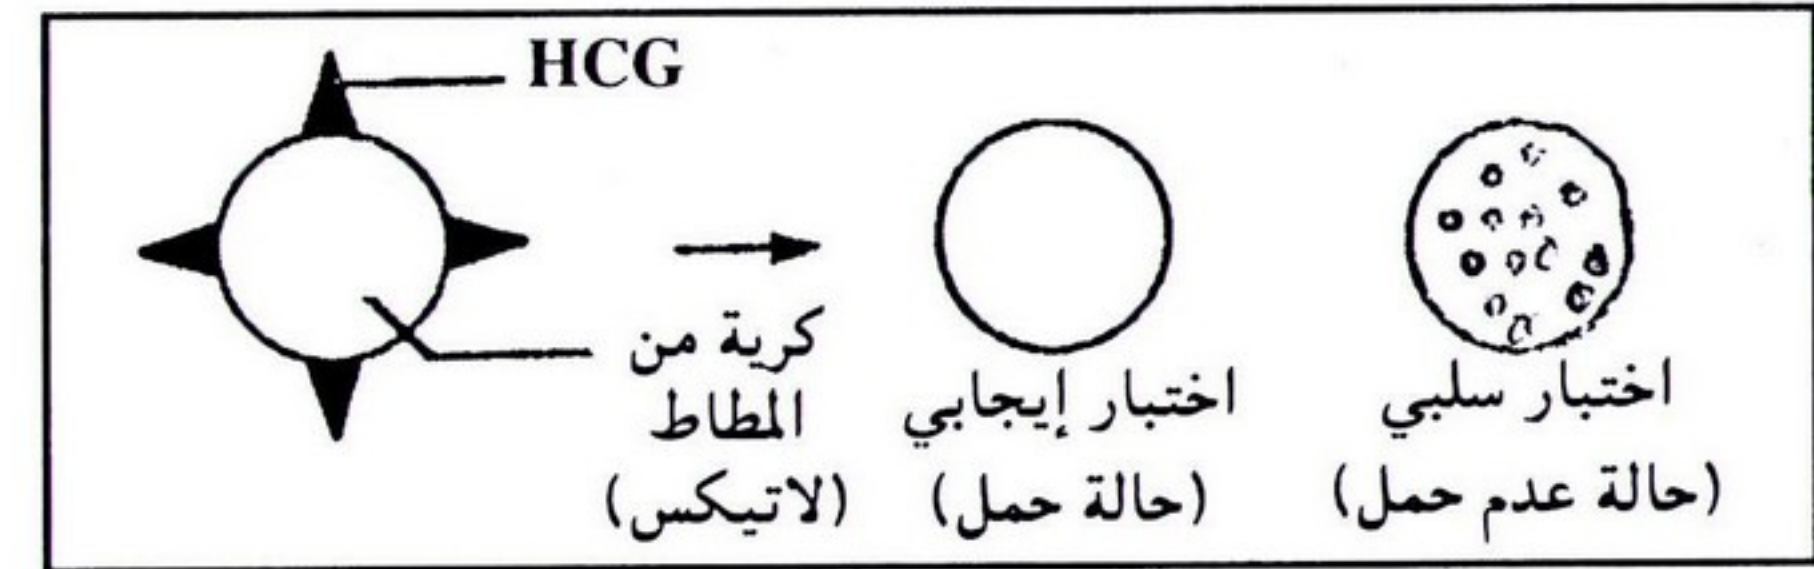 HCG
كرية من
المطاط
(لاتيكس)
اختبار إيجابي
(حالة حمل)
اختبار سلبي
(حالة عدم حمل)